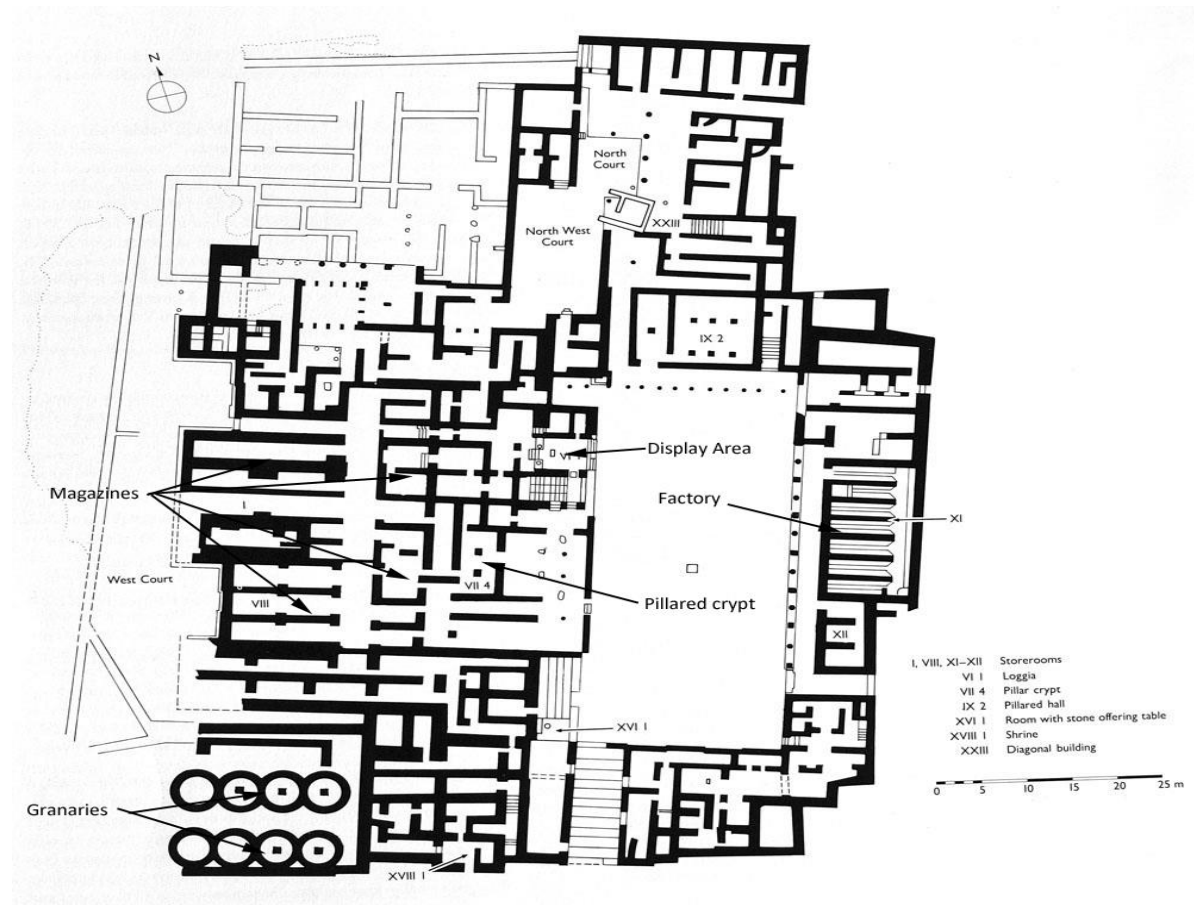 N
North
Court
XXIII
North West
Court
IX 2
Display Area
VI 1
Magazines
Factory
I
XI
West Court
VIII
VII 4
Pillared crypt
XII
I, VIII, XI–XII Storerooms
VI 1 Loggia
VII 4 Pillar crypt
IX 2 Pillared hall
XVI 1 Room with stone offering table
XVIII 1 Shrine
XXIII Diagonal building
XVI 1
0 5 10 15 20 25 m
Granaries
XVIII 1